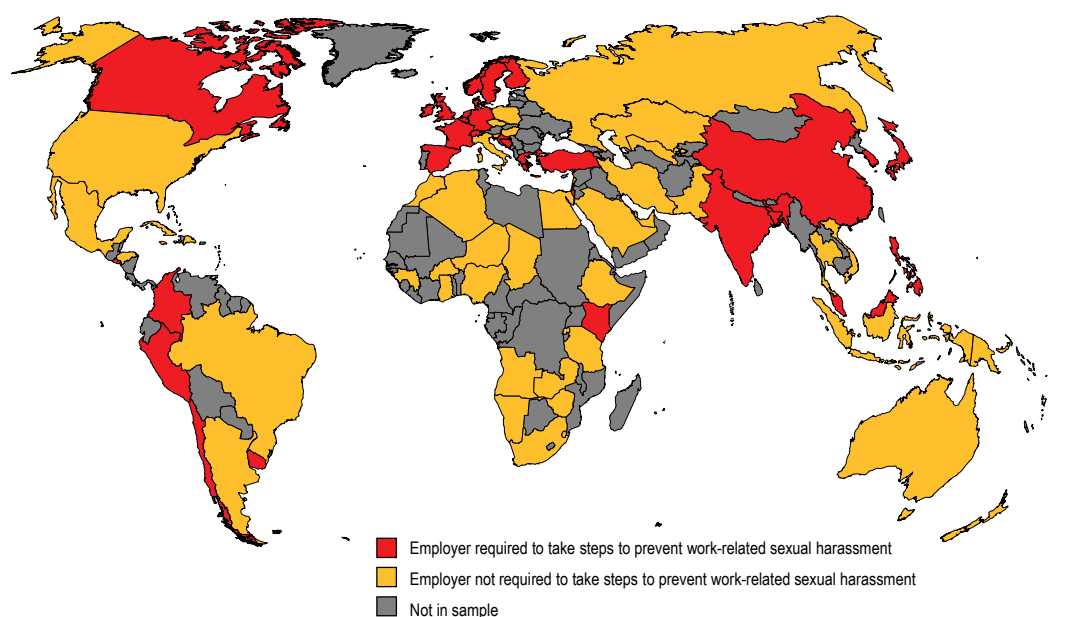 Employer required to take steps to prevent work-related sexual harassment
Employer not required to take steps to prevent work-related sexual harassment
Not in sample